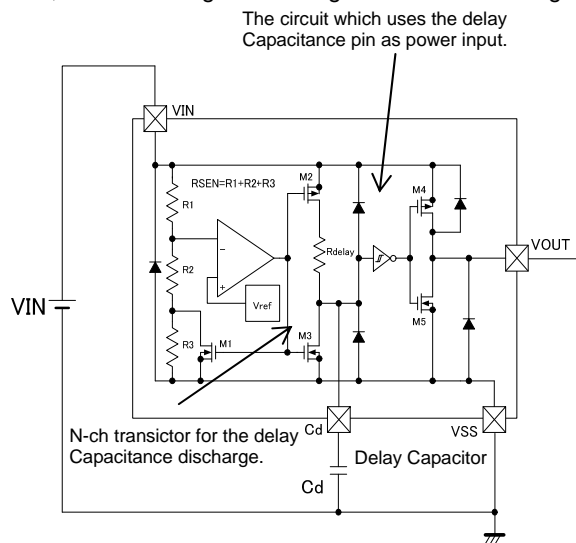 The circuit which uses the delay
Capacitance pin as power input.
VIN
RSEN=R1+R2+R3
M2
M4
R1
Rdelay
VOUT
R2
Vref
M5
VIN
R3
M1
M3
Cd
VSS
N-ch transictor for the delay
Capacitance discharge.
Delay Capacitor
Cd